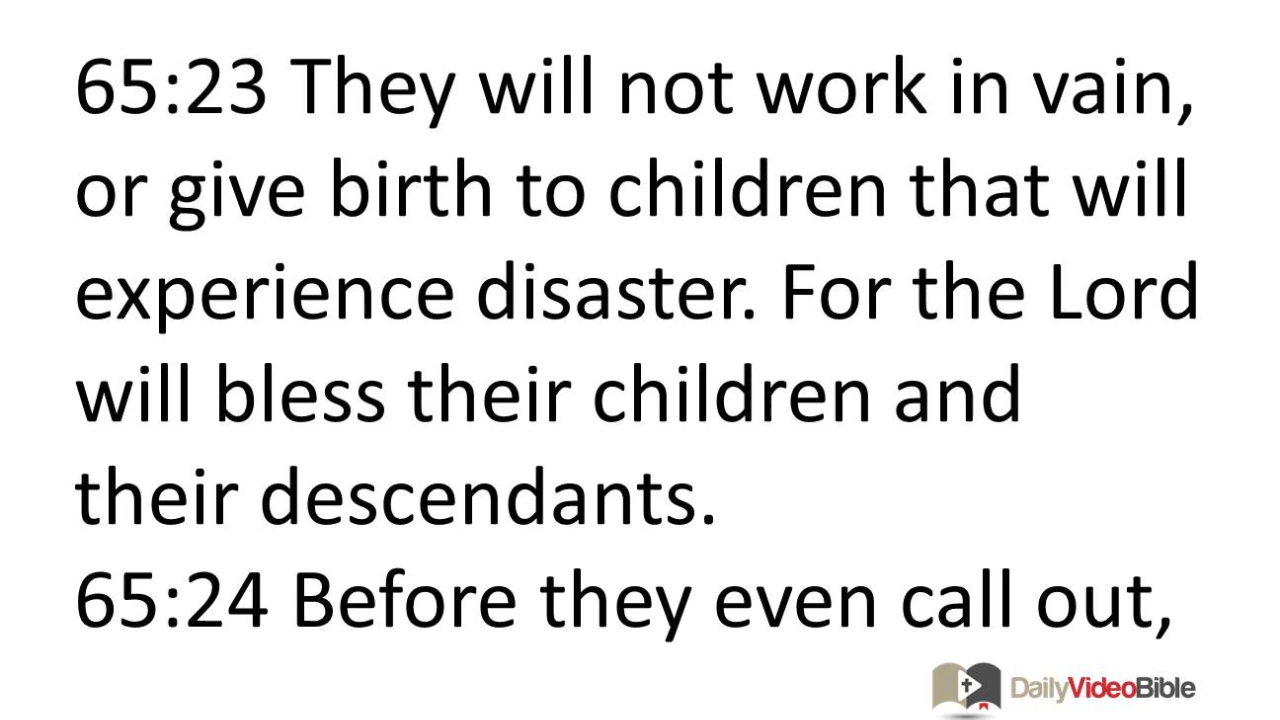 65:23 They will not work in vain,
or give birth to children that will
experience disaster. For the Lord
will bless their children and
their descendants.
65:24 Before they even call out,
DailyVideoBible